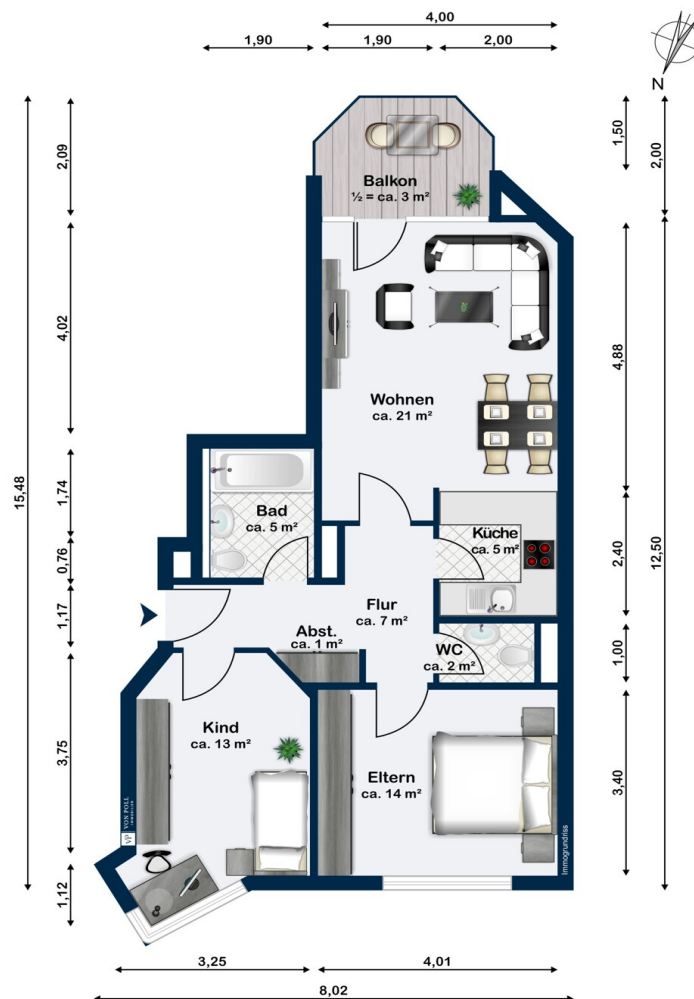 4,00
1,90
1,90
2,00
N
2,09
4,02
1,74
0,76
1,17
3,75
1,12
15,48
1,50
2,00
4,88
2,40
12,50
1,00
3,40
Balkon
½ = ca. 3 m²
Wohnen
ca. 21 m²
Bad
ca. 5 m²
Küche
ca. 5 m²
Flur
ca. 7 m²
Abst.
ca. 1 m²
WC
ca. 2 m²
Kind
ca. 13 m²
Eltern
ca. 14 m²
VP
VON POLL
IMMOBILIEN
Immogrundriss
3,25
4,01
8,02